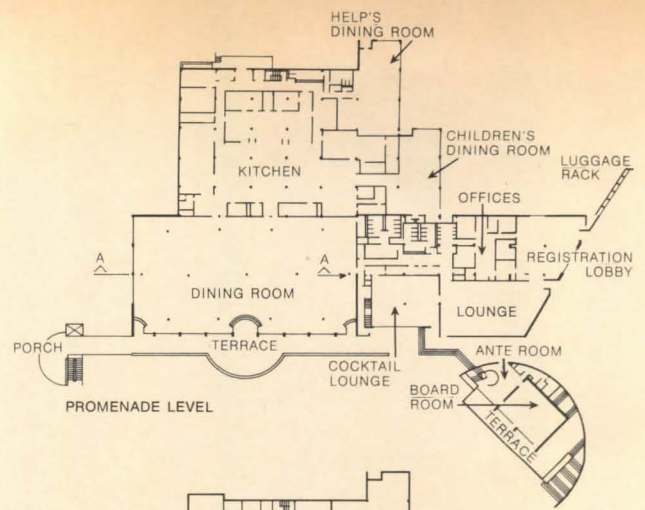 HELP'S
DINING ROOM
CHILDREN'S
DINING ROOM
LUGGAGE
RACK
KITCHEN
OFFICES
A
A
REGISTRATION
LOBBY
DINING ROOM
LOUNGE
PORCH
TERRACE
ANTE ROOM
COCKTAIL
LOUNGE
BOARD
ROOM
TERRACE
PROMENADE LEVEL